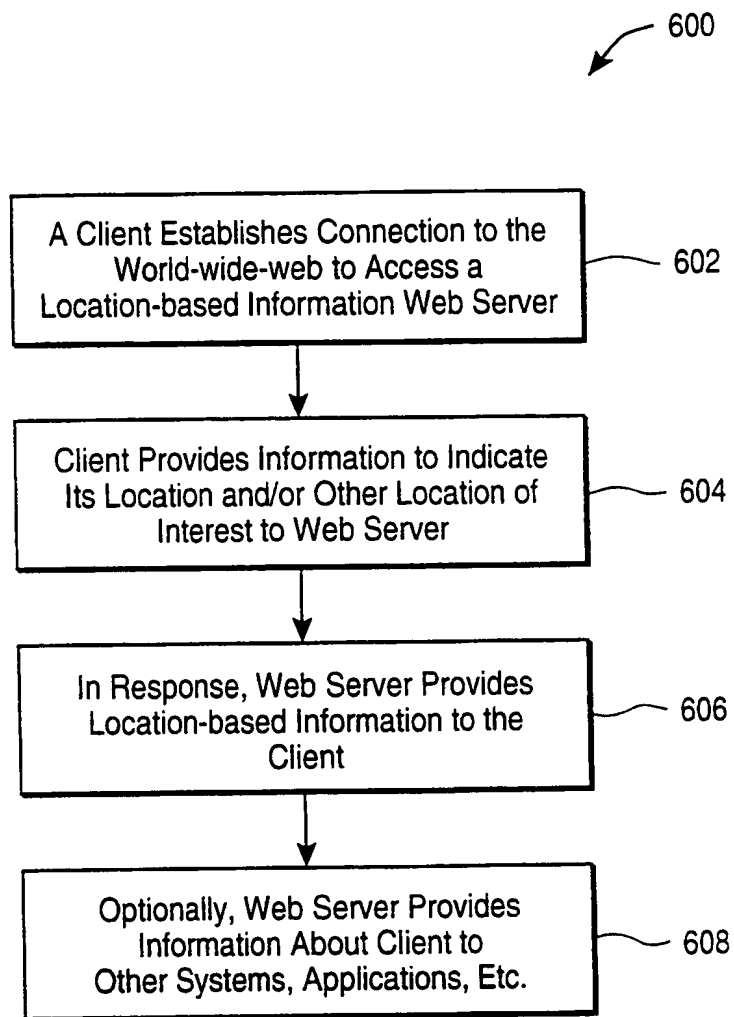 600
A Client Establishes Connection to the
World-wide-web to Access a
Location-based Information Web Server
602
Client Provides Information to Indicate
Its Location and/or Other Location of
Interest to Web Server
604
In Response, Web Server Provides
Location-based Information to the
Client
606
Optionally, Web Server Provides
Information About Client to
Other Systems, Applications, Etc.
608